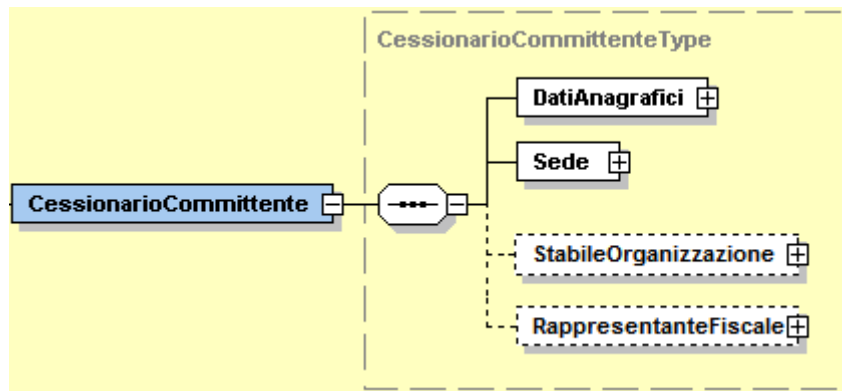 CessionarioCommittenteType
DatiAnagrafici
Sede
CessionarioCommittente
StabileOrganizzazione
RappresentanteFiscale